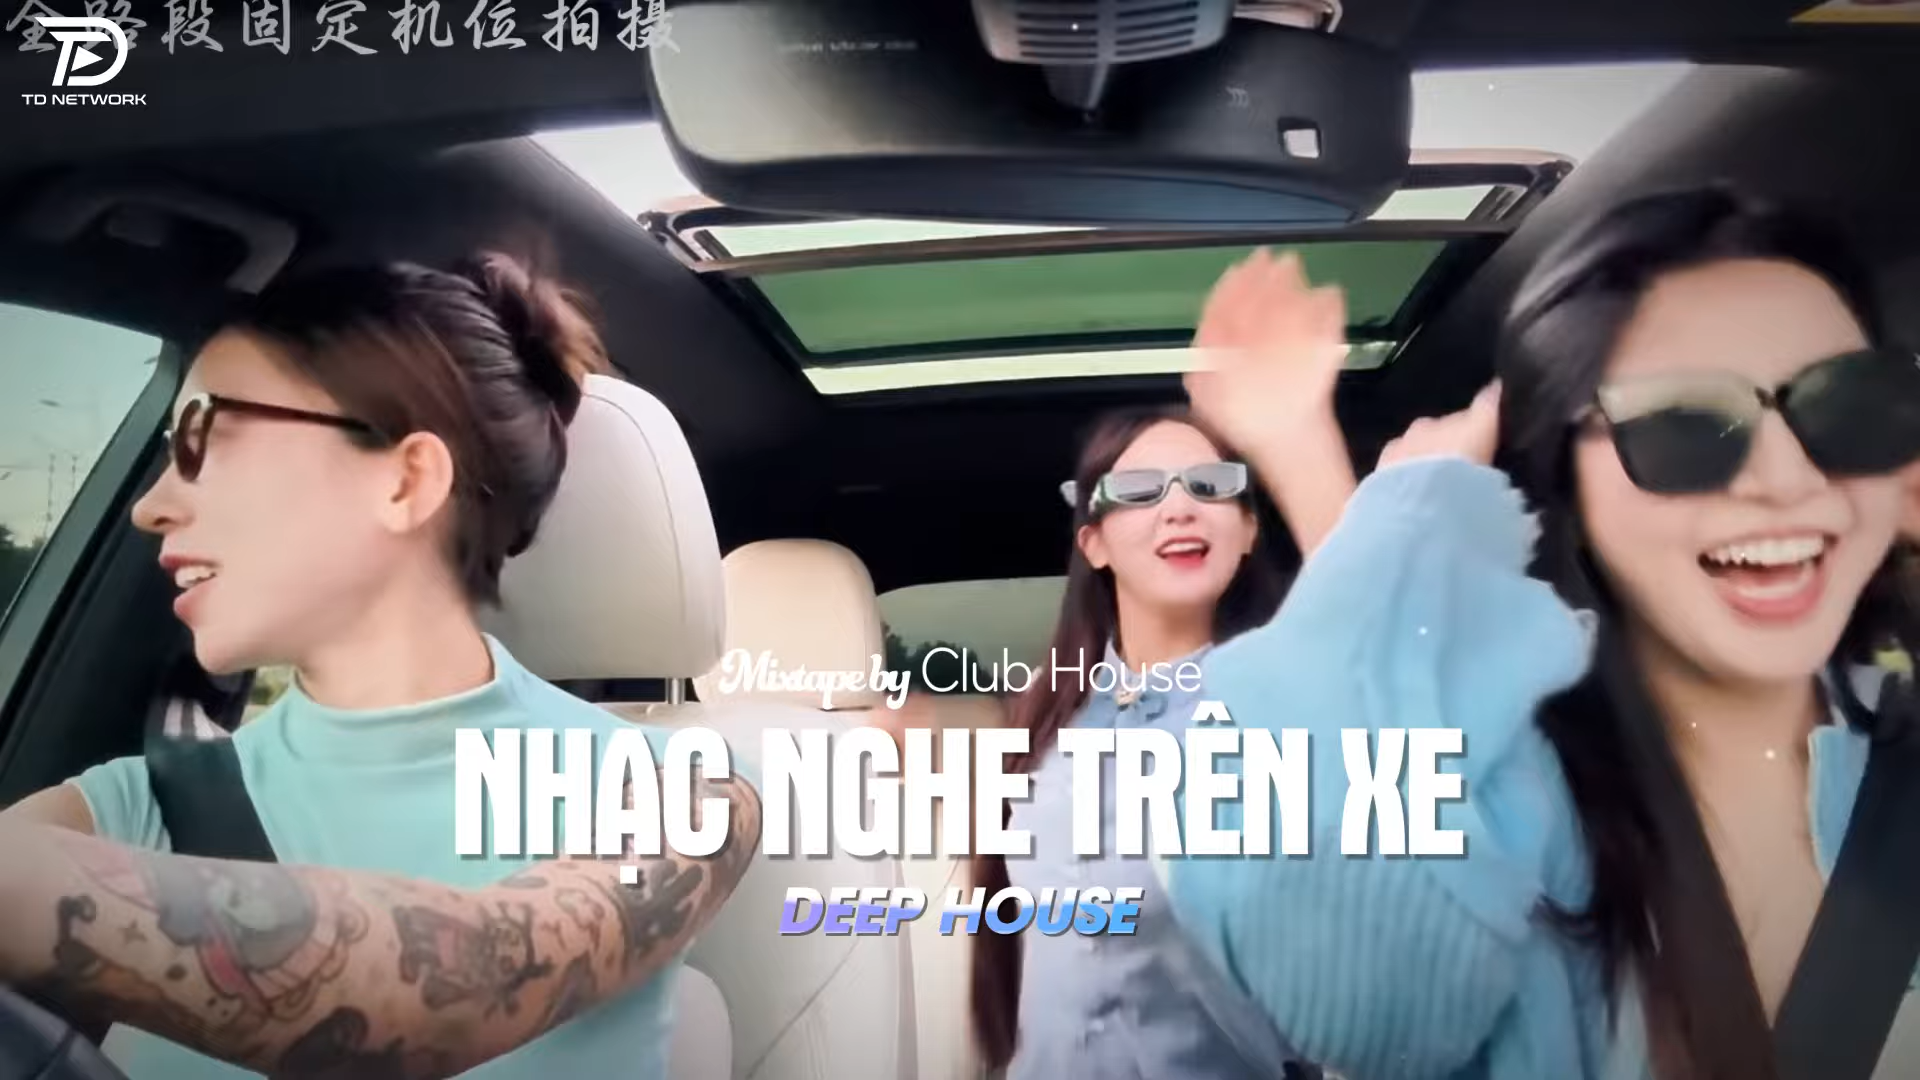 全路段固定机位拍摄
TD NETWORK
Mixtape by Club House
NHẠC NGHE TRÊN XE
DEEP HOUSE